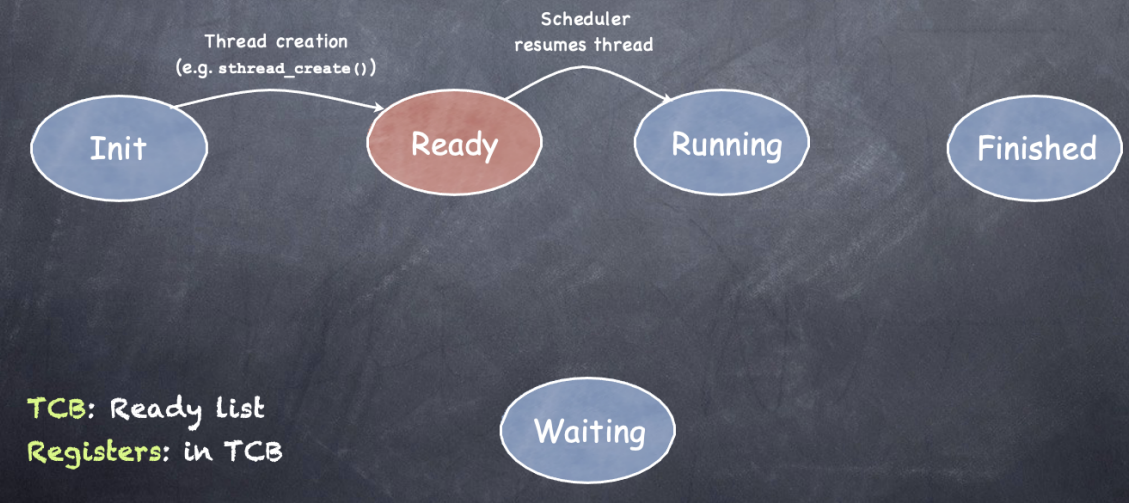 Scheduler
resumes thread
Thread creation
(e.g. sthread_create())
Init
Ready
Running
Finished
Waiting
TCB: Ready list
Registers: in TCB